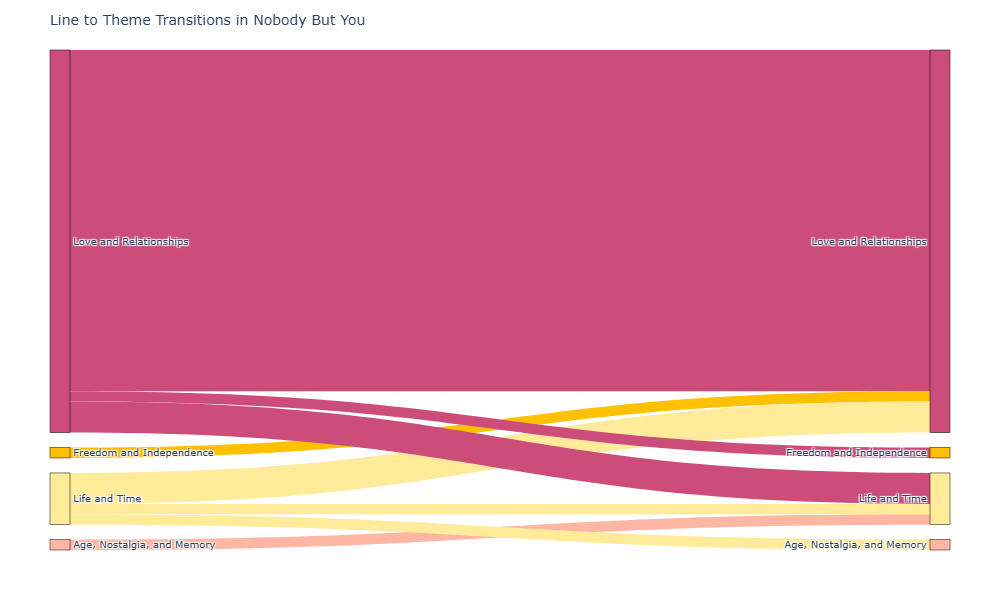 Line to Theme Transitions in Nobody But You
Love and Relationships
Love and Relationships
Freedom and Independence
Freedom and Independence
Life and Time
Life and Time
Age, Nostalgia, and Memory
Age, Nostalgia, and Memory